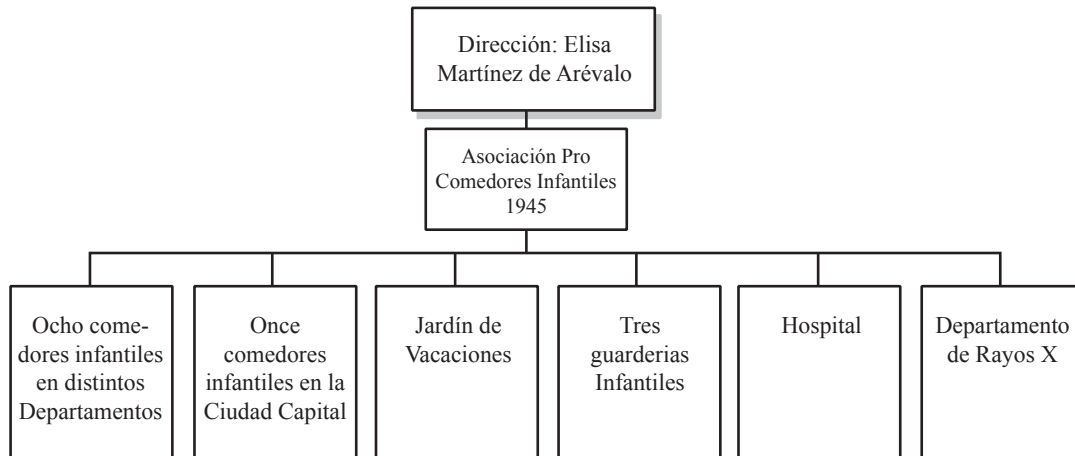 Dirección: Elisa
Martínez de Arévalo
Asociación Pro
Comedores Infantiles
1945
Ocho come-
dores infantiles
en distintos
Departamentos
Once
comedores
infantiles en la
Ciudad Capital
Jardín de
Vacaciones
Tres
guarderias
Infantiles
Hospital
Departamento
de Rayos X